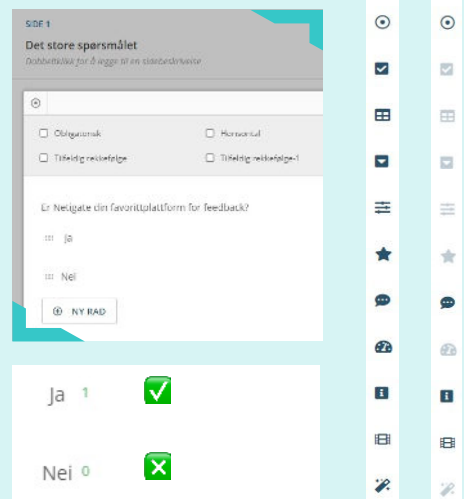 SIDE 1
Det store spørsmålet
Dobbeltklikk for å legge til en sidebeskrivelse
Obligatorisk
Horisontal
Tilfeldig rekkefølge
Tilfeldig rekkefølge-1
Er Netigate din favorittplattform for feedback?
Ja
Nei
NY RAD
Ja 1
Nei 0